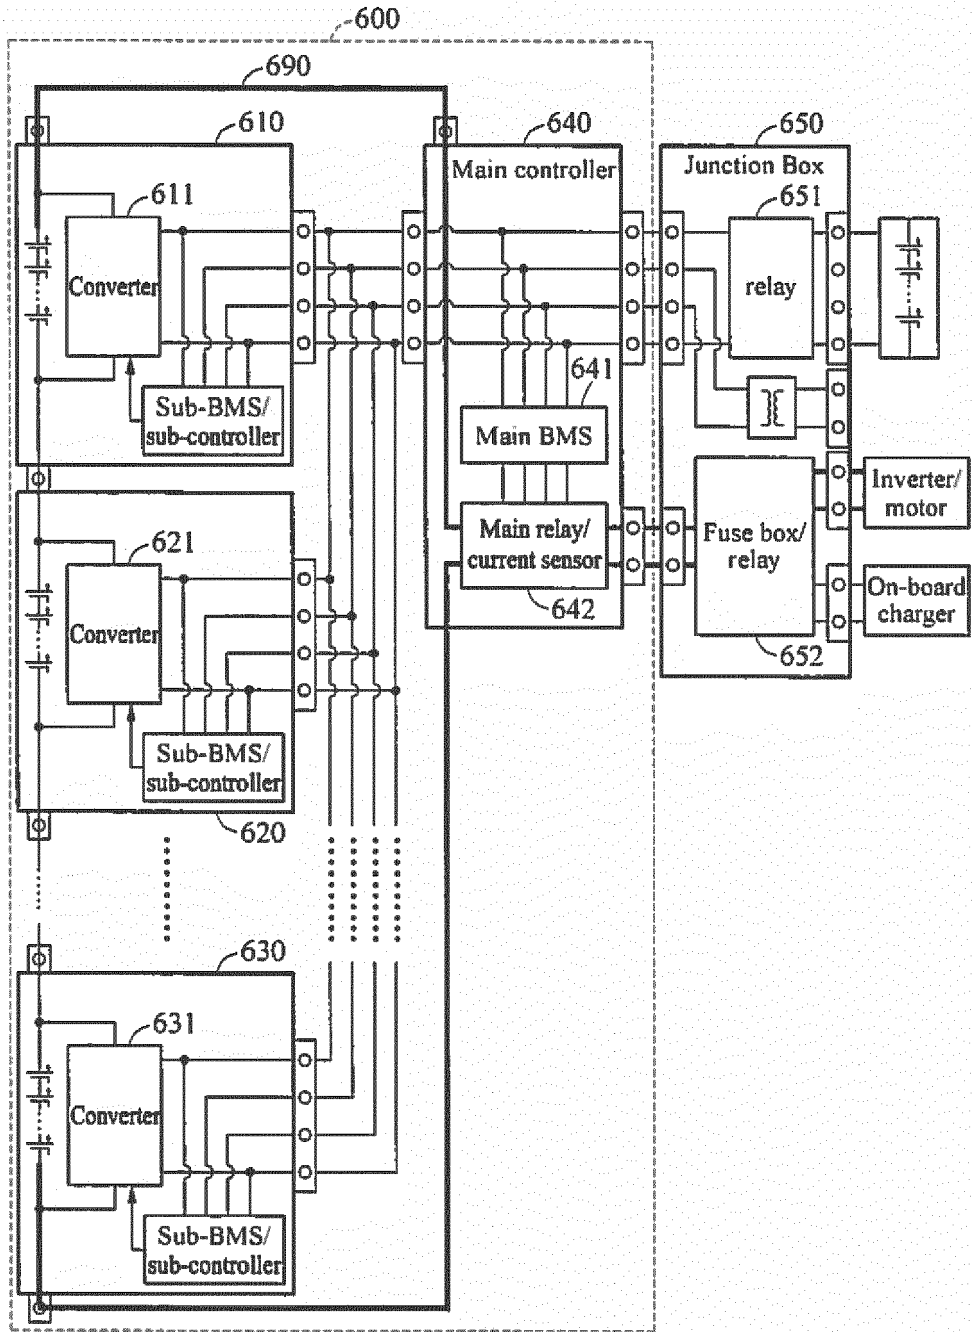 600
690
610
640
650
Main controller
Junction Box
611
651
Converter
relay
641
Sub-BMS/
sub-controller
Main BMS
621
Main relay/
current sensor
642
Fuse box/
relay
652
Inverter/
motor
On-board
charger
Converter
Sub-BMS/
sub-controller
620
630
631
Converter
Sub-BMS/
sub-controller